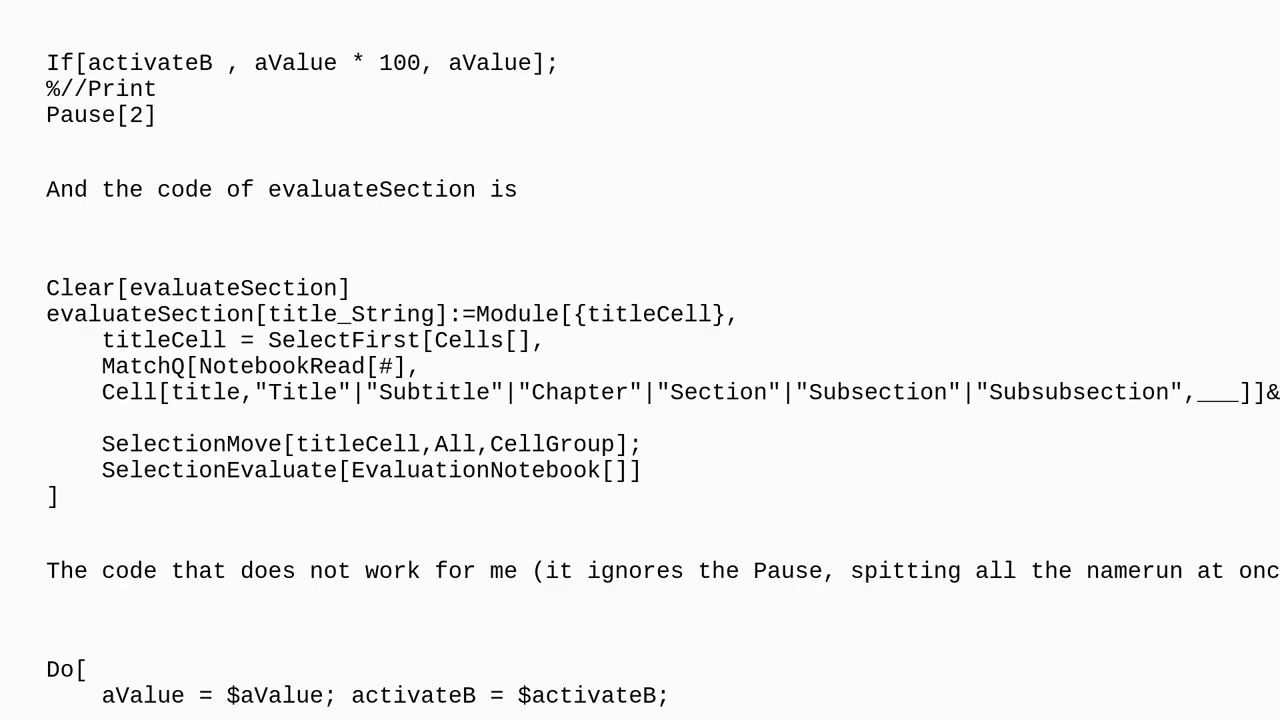 If[activateB , aValue * 100, aValue];
%//Print
Pause[2]
And the code of evaluateSection is
Clear[evaluateSection]
evaluateSection[title_String]:=Module[{titleCell},
titleCell = SelectFirst[Cells[],
MatchQ[NotebookRead[#],
Cell[title,"Title"|"Subtitle"|"Chapter"|"Section"|"Subsection"|"Subsubsection",___]]&
SelectionMove[titleCell,All,CellGroup];
SelectionEvaluate[EvaluationNotebook[]]
]
The code that does not work for me (it ignores the Pause, spitting all the namerun at onc
Do[
aValue = $aValue; activateB = $activateB;